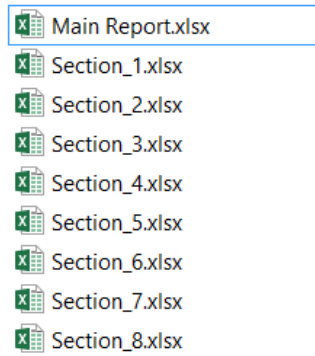 Main Report.xlsx
Section_1.xlsx
Section_2.xlsx
Section_3.xlsx
Section_4.xlsx
Section_5.xlsx
Section_6.xlsx
Section_7.xlsx
Section_8.xlsx